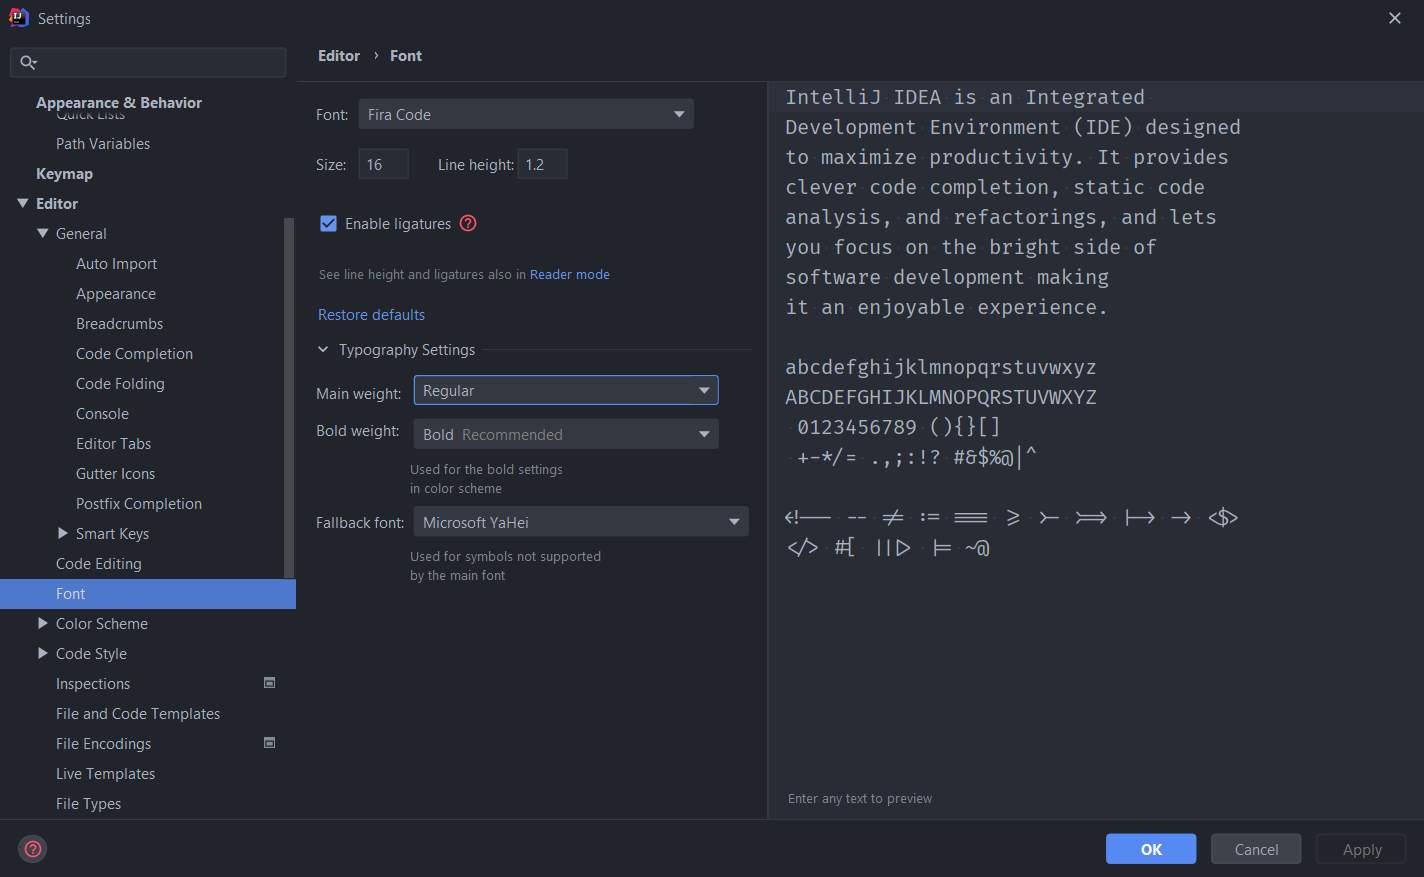 Settings
Appearance & Behavior
Quick Lists
Path Variables
Keymap
Editor
General
Auto Import
Appearance
Breadcrumbs
Code Completion
Code Folding
Console
Editor Tabs
Gutter Icons
Postfix Completion
Smart Keys
Code Editing
Font
Color Scheme
Code Style
Inspections
File and Code Templates
File Encodings
Live Templates
File Types
Editor › Font
Font: Fira Code
Size: 16 Line height: 1.2
Enable ligatures
See line height and ligatures also in Reader mode
Restore defaults
Typography Settings
Main weight: Regular
Bold weight: Bold Recommended
Used for the bold settings
in color scheme
Fallback font: Microsoft YaHei
Used for symbols not supported
by the main font
IntelliJ IDEA is an Integrated
Development Environment (IDE) designed
to maximize productivity. It provides
clever code completion, static code
analysis, and refactorings, and lets
you focus on the bright side of
software development making
it an enjoyable experience.
abcdefghijklmnopqrstuvwxyz
ABCDEFGHIJKLMNOPQRSTUVWXYZ
0123456789 (){}[]
+-*/= .,;:!? #&$%@|^
<!-- -- != := === >= >- >=> |-> -> <$>
</> #[ ||> |= ~@
Enter any text to preview
OK Cancel Apply